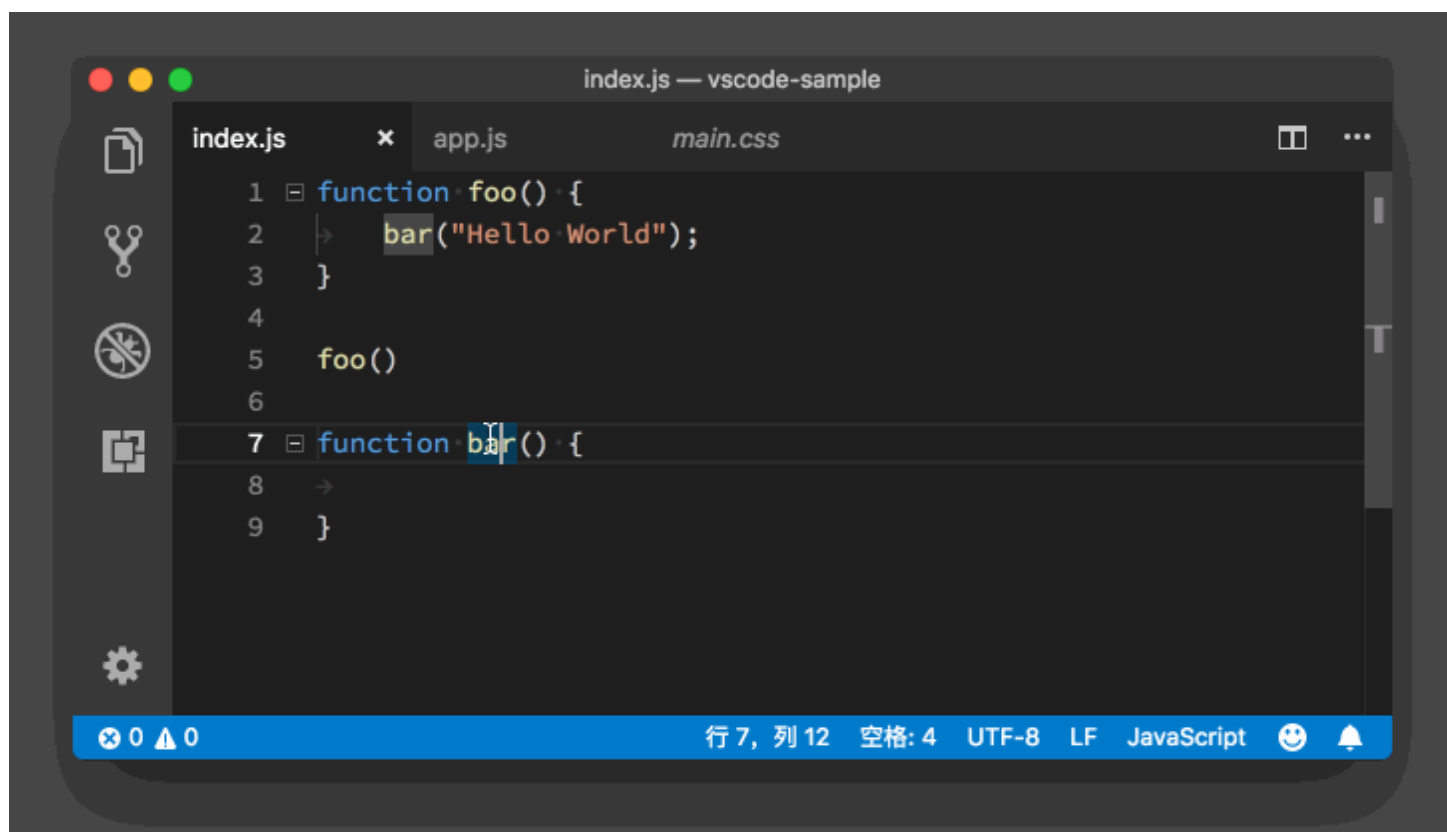 index.js — vscode-sample
index.js × app.js main.css
1 function foo() {
2 bar("Hello World");
3 }
4
5 foo()
6
7 function bar() {
8
9 }
0 0 行 7, 列 12 空格: 4 UTF-8 LF JavaScript